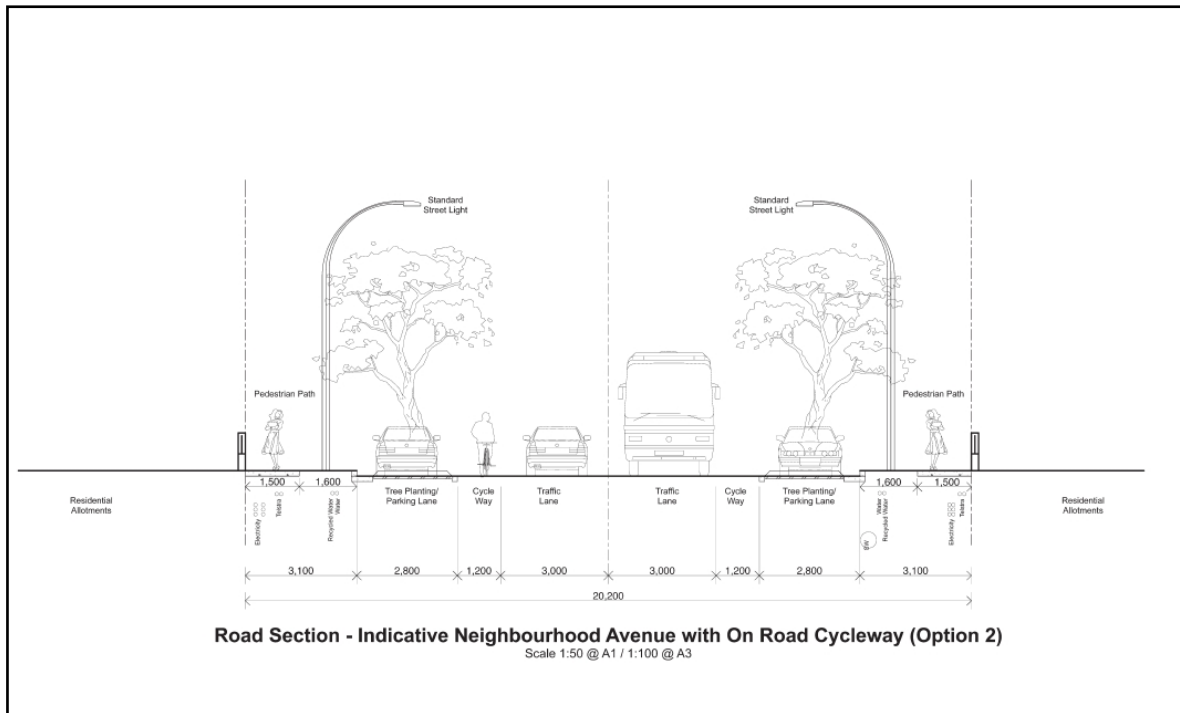 Standard
Street Light
Standard
Street Light
Pedestrian Path
Pedestrian Path
1,500
1,600
1,600
1,500
Residential
Allotments
Electricity
Telstra
Recycled Water
Water
Tree Planting/
Parking Lane
Cycle
Way
Traffic
Lane
Traffic
Lane
Cycle
Way
Tree Planting/
Parking Lane
SW
Water
Recycled Water
Electricity
Telstra
Residential
Allotments
3,100
2,800
1,200
3,000
3,000
1,200
2,800
3,100
20,200
Road Section - Indicative Neighbourhood Avenue with On Road Cycleway (Option 2)
Scale 1:50 @ A1 / 1:100 @ A3